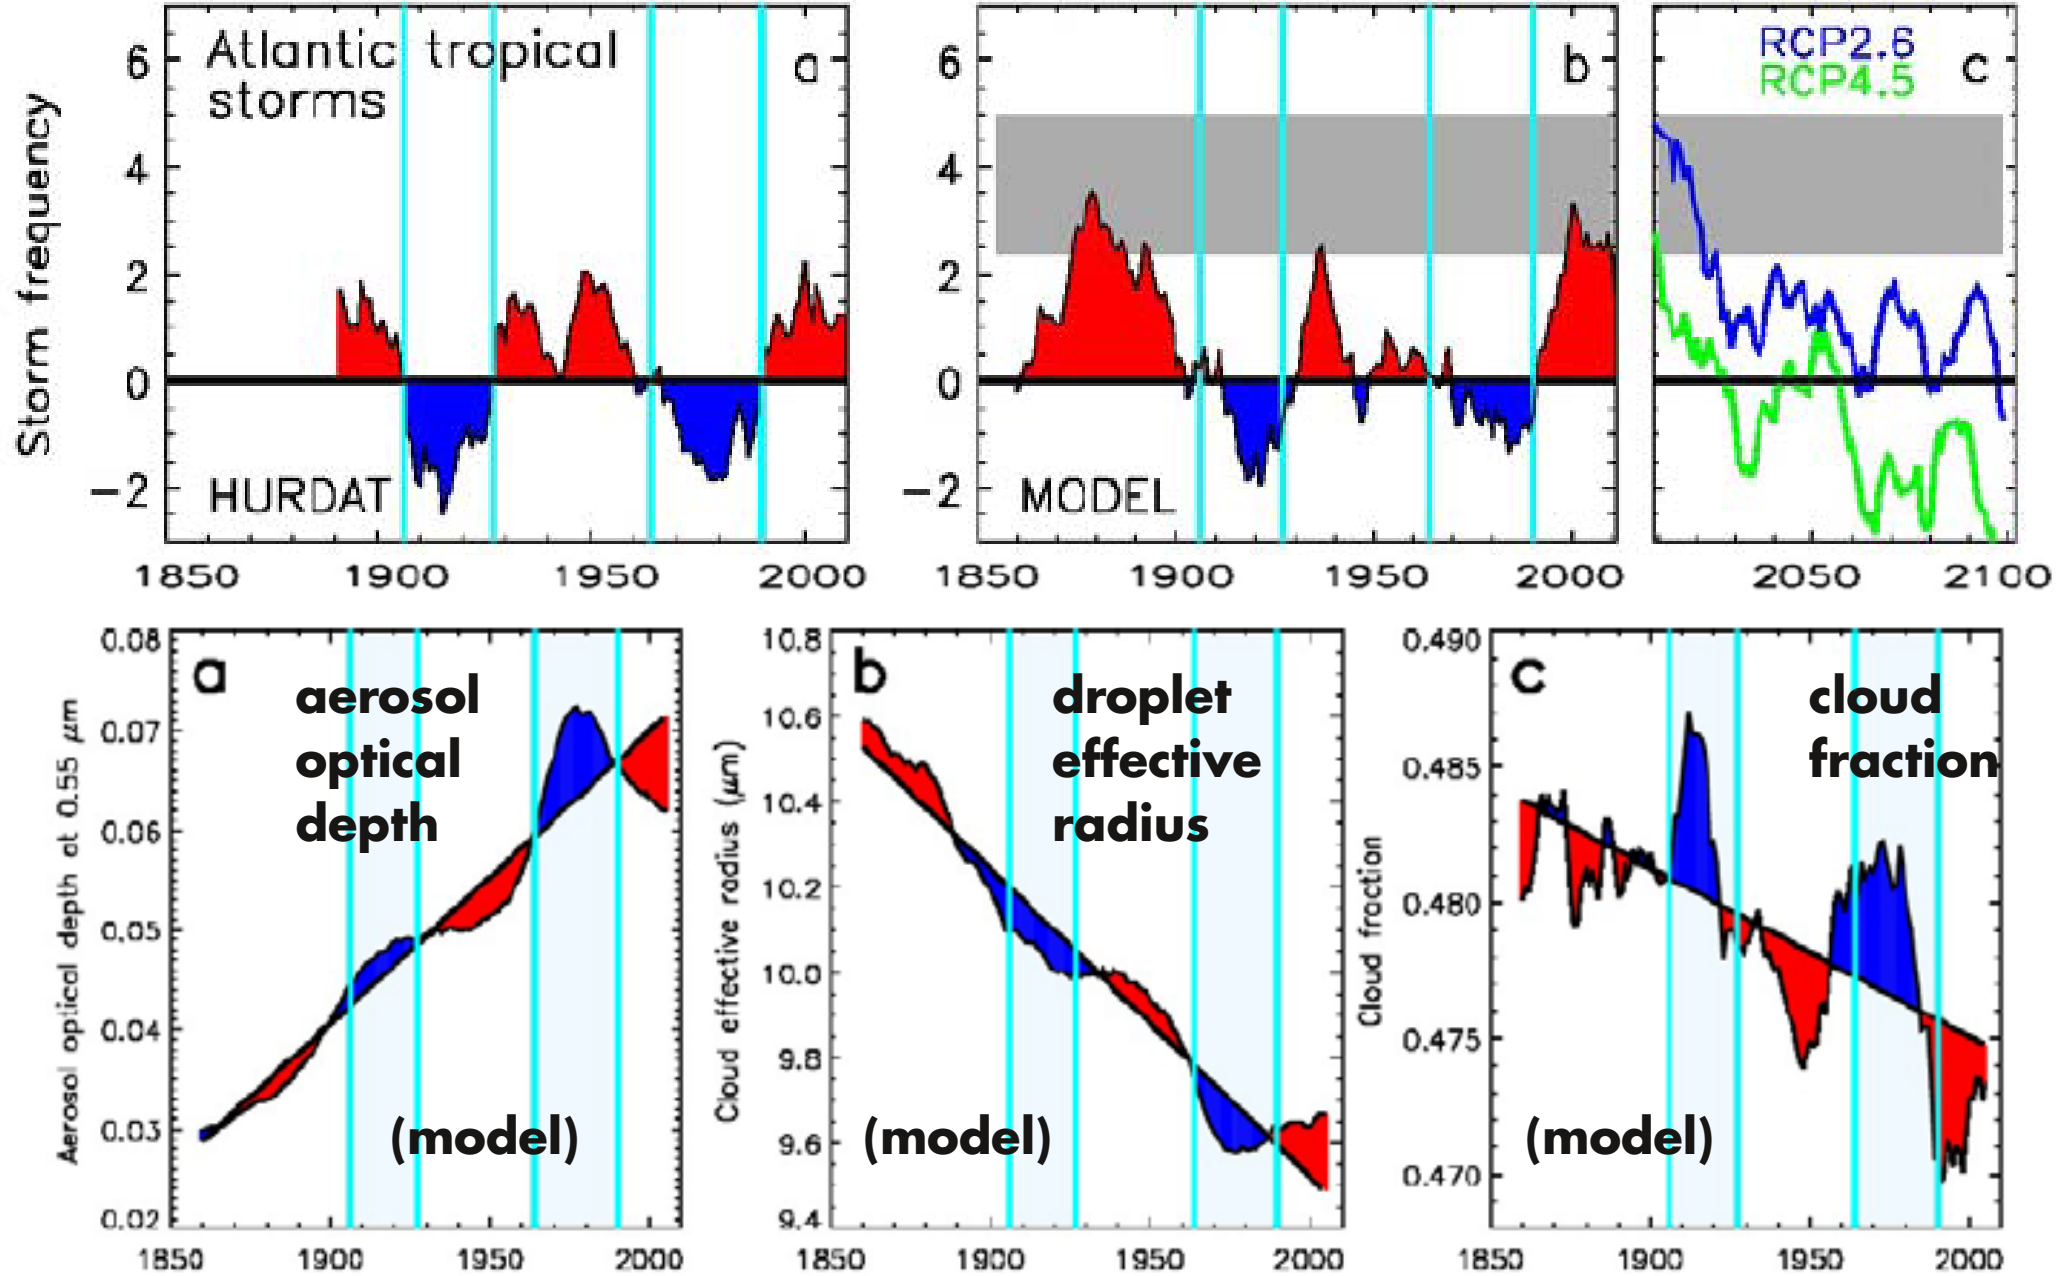 Atlantic tropical
storms
a
6
4
2
0
−2
Storm frequency
HURDAT
1850 1900 1950 2000
b
6
4
2
0
−2
MODEL
1850 1900 1950 2000
RCP2.6
RCP4.5
c
2050 2100
a
aerosol
optical
depth
(model)
0.08
0.07
0.06
0.05
0.04
0.03
0.02
Aerosol optical depth at 0.55 μm
1850 1900 1950 2000
b
droplet
effective
radius
(model)
10.8
10.6
10.4
10.2
10.0
9.8
9.6
9.4
Cloud effective radius (μm)
1850 1900 1950 2000
c
cloud
fraction
(model)
0.490
0.485
0.480
0.475
0.470
Cloud fraction
1850 1900 1950 2000